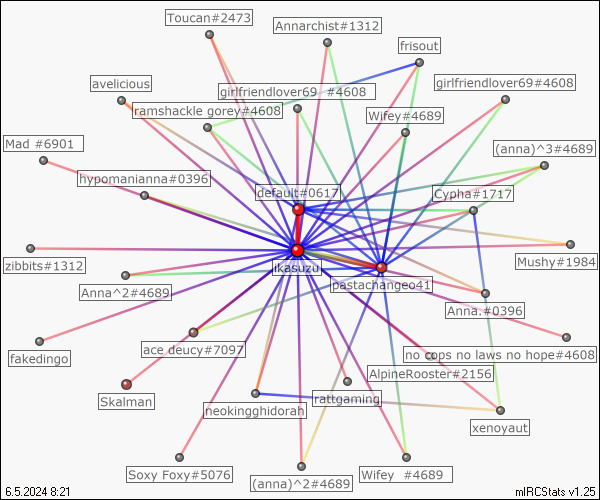 Toucan#2473
Annarchist#1312
frisout
avelicious
girlfriendlover69 #4608
girlfriendlover69#4608
ramshackle gorey#4608
Wifey#4689
Mad #6901
(anna)^3#4689
hypomanianna#0396
default#0617
Cypha#1717
zibbits#1312
ikasuzu
Mushy#1984
Anna^2#4689
pastachangeo41
Anna.#0396
fakedingo
ace_deucy#7097
no cops no laws no hope#4608
AlpineRooster#2156
Skalman
neokingghidorah
rattgaming
xenoyaut
Soxy Foxy#5076
(anna)^2#4689
Wifey #4689
6.5.2024 8:21
mIRCStats v1.25